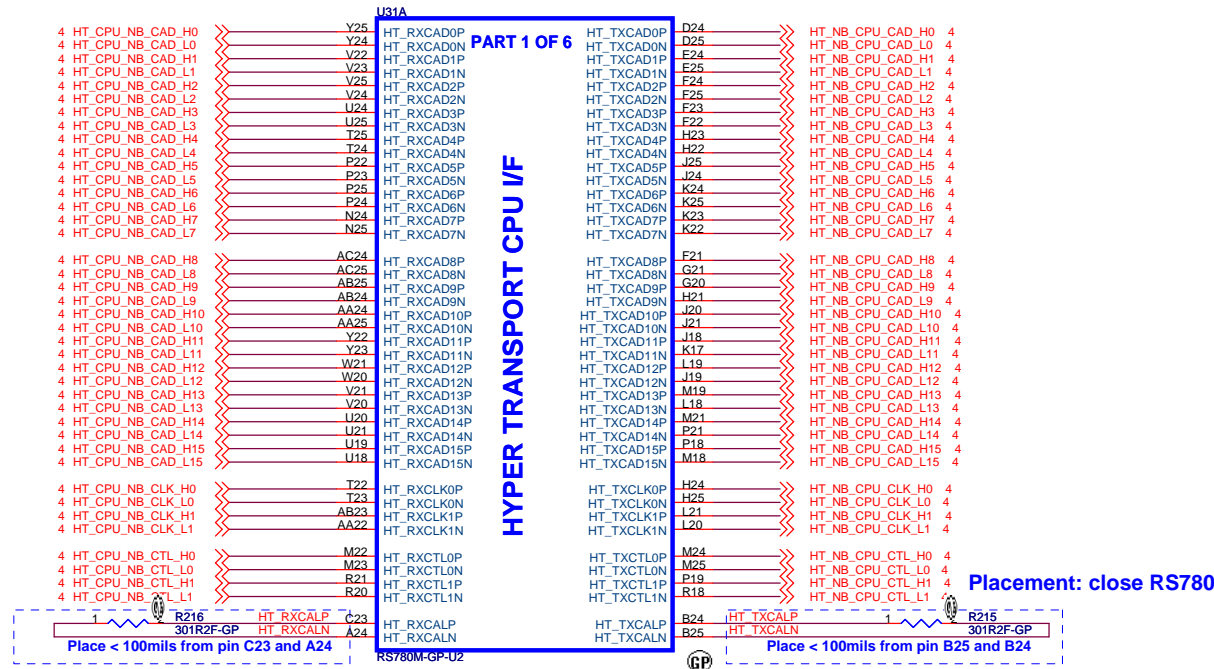 U31A
PART 1 OF 6
HYPER TRANSPORT CPU I/F
4 HT_CPU_NB_CAD_H0 Y25 HT_RXCAD0P HT_TXCAD0P D24 HT_NB_CPU_CAD_H0 4
4 HT_CPU_NB_CAD_L0 Y24 HT_RXCAD0N HT_TXCAD0N D25 HT_NB_CPU_CAD_L0 4
4 HT_CPU_NB_CAD_H1 V22 HT_RXCAD1P HT_TXCAD1P E24 HT_NB_CPU_CAD_H1 4
4 HT_CPU_NB_CAD_L1 V23 HT_RXCAD1N HT_TXCAD1N E25 HT_NB_CPU_CAD_L1 4
4 HT_CPU_NB_CAD_H2 V25 HT_RXCAD2P HT_TXCAD2P F24 HT_NB_CPU_CAD_H2 4
4 HT_CPU_NB_CAD_L2 V24 HT_RXCAD2N HT_TXCAD2N F25 HT_NB_CPU_CAD_L2 4
4 HT_CPU_NB_CAD_H3 U24 HT_RXCAD3P HT_TXCAD3P F23 HT_NB_CPU_CAD_H3 4
4 HT_CPU_NB_CAD_L3 U25 HT_RXCAD3N HT_TXCAD3N F22 HT_NB_CPU_CAD_L3 4
4 HT_CPU_NB_CAD_H4 T25 HT_RXCAD4P HT_TXCAD4P H23 HT_NB_CPU_CAD_H4 4
4 HT_CPU_NB_CAD_L4 T24 HT_RXCAD4N HT_TXCAD4N H22 HT_NB_CPU_CAD_L4 4
4 HT_CPU_NB_CAD_H5 P22 HT_RXCAD5P HT_TXCAD5P J25 HT_NB_CPU_CAD_H5 4
4 HT_CPU_NB_CAD_L5 P23 HT_RXCAD5N HT_TXCAD5N J24 HT_NB_CPU_CAD_L5 4
4 HT_CPU_NB_CAD_H6 P25 HT_RXCAD6P HT_TXCAD6P K24 HT_NB_CPU_CAD_H6 4
4 HT_CPU_NB_CAD_L6 P24 HT_RXCAD6N HT_TXCAD6N K25 HT_NB_CPU_CAD_L6 4
4 HT_CPU_NB_CAD_H7 N24 HT_RXCAD7P HT_TXCAD7P K23 HT_NB_CPU_CAD_H7 4
4 HT_CPU_NB_CAD_L7 N25 HT_RXCAD7N HT_TXCAD7N K22 HT_NB_CPU_CAD_L7 4
4 HT_CPU_NB_CAD_H8 AC24 HT_RXCAD8P HT_TXCAD8P F21 HT_NB_CPU_CAD_H8 4
4 HT_CPU_NB_CAD_L8 AC25 HT_RXCAD8N HT_TXCAD8N G21 HT_NB_CPU_CAD_L8 4
4 HT_CPU_NB_CAD_H9 AB25 HT_RXCAD9P HT_TXCAD9P G20 HT_NB_CPU_CAD_H9 4
4 HT_CPU_NB_CAD_L9 AB24 HT_RXCAD9N HT_TXCAD9N H21 HT_NB_CPU_CAD_L9 4
4 HT_CPU_NB_CAD_H10 AA24 HT_RXCAD10P HT_TXCAD10P J20 HT_NB_CPU_CAD_H10 4
4 HT_CPU_NB_CAD_L10 AA25 HT_RXCAD10N HT_TXCAD10N J21 HT_NB_CPU_CAD_L10 4
4 HT_CPU_NB_CAD_H11 Y22 HT_RXCAD11P HT_TXCAD11P J18 HT_NB_CPU_CAD_H11 4
4 HT_CPU_NB_CAD_L11 Y23 HT_RXCAD11N HT_TXCAD11N K17 HT_NB_CPU_CAD_L11 4
4 HT_CPU_NB_CAD_H12 W21 HT_RXCAD12P HT_TXCAD12P L19 HT_NB_CPU_CAD_H12 4
4 HT_CPU_NB_CAD_L12 W20 HT_RXCAD12N HT_TXCAD12N J19 HT_NB_CPU_CAD_L12 4
4 HT_CPU_NB_CAD_H13 V21 HT_RXCAD13P HT_TXCAD13P M19 HT_NB_CPU_CAD_H13 4
4 HT_CPU_NB_CAD_L13 V20 HT_RXCAD13N HT_TXCAD13N L18 HT_NB_CPU_CAD_L13 4
4 HT_CPU_NB_CAD_H14 U20 HT_RXCAD14P HT_TXCAD14P M21 HT_NB_CPU_CAD_H14 4
4 HT_CPU_NB_CAD_L14 U21 HT_RXCAD14N HT_TXCAD14N P21 HT_NB_CPU_CAD_L14 4
4 HT_CPU_NB_CAD_H15 U19 HT_RXCAD15P HT_TXCAD15P P18 HT_NB_CPU_CAD_H15 4
4 HT_CPU_NB_CAD_L15 U18 HT_RXCAD15N HT_TXCAD15N M18 HT_NB_CPU_CAD_L15 4
4 HT_CPU_NB_CLK_H0 T22 HT_RXCLK0P HT_TXCLK0P H24 HT_NB_CPU_CLK_H0 4
4 HT_CPU_NB_CLK_L0 T23 HT_RXCLK0N HT_TXCLK0N H25 HT_NB_CPU_CLK_L0 4
4 HT_CPU_NB_CLK_H1 AB23 HT_RXCLK1P HT_TXCLK1P L21 HT_NB_CPU_CLK_H1 4
4 HT_CPU_NB_CLK_L1 AA22 HT_RXCLK1N HT_TXCLK1N L20 HT_NB_CPU_CLK_L1 4
4 HT_CPU_NB_CTL_H0 M22 HT_RXCTL0P HT_TXCTL0P M24 HT_NB_CPU_CTL_H0 4
4 HT_CPU_NB_CTL_L0 M23 HT_RXCTL0N HT_TXCTL0N M25 HT_NB_CPU_CTL_L0 4
4 HT_CPU_NB_CTL_H1 R21 HT_RXCTL1P HT_TXCTL1P P19 HT_NB_CPU_CTL_H1 4
4 HT_CPU_NB_CTL_L1 R20 HT_RXCTL1N HT_TXCTL1N R18 HT_NB_CPU_CTL_L1
Placement: close RS780
1 R216 HT_RXCALP C23 HT_RXCALP HT_TXCALP B24 HT_TXCALP 1 R215
301R2F-GP HT_RXCALN A24 HT_RXCALN HT_TXCALN B25 HT_TXCALN 301R2F-GP
Place < 100mils from pin C23 and A24
Place < 100mils from pin B25 and B24
RS780M-GP-U2
GP